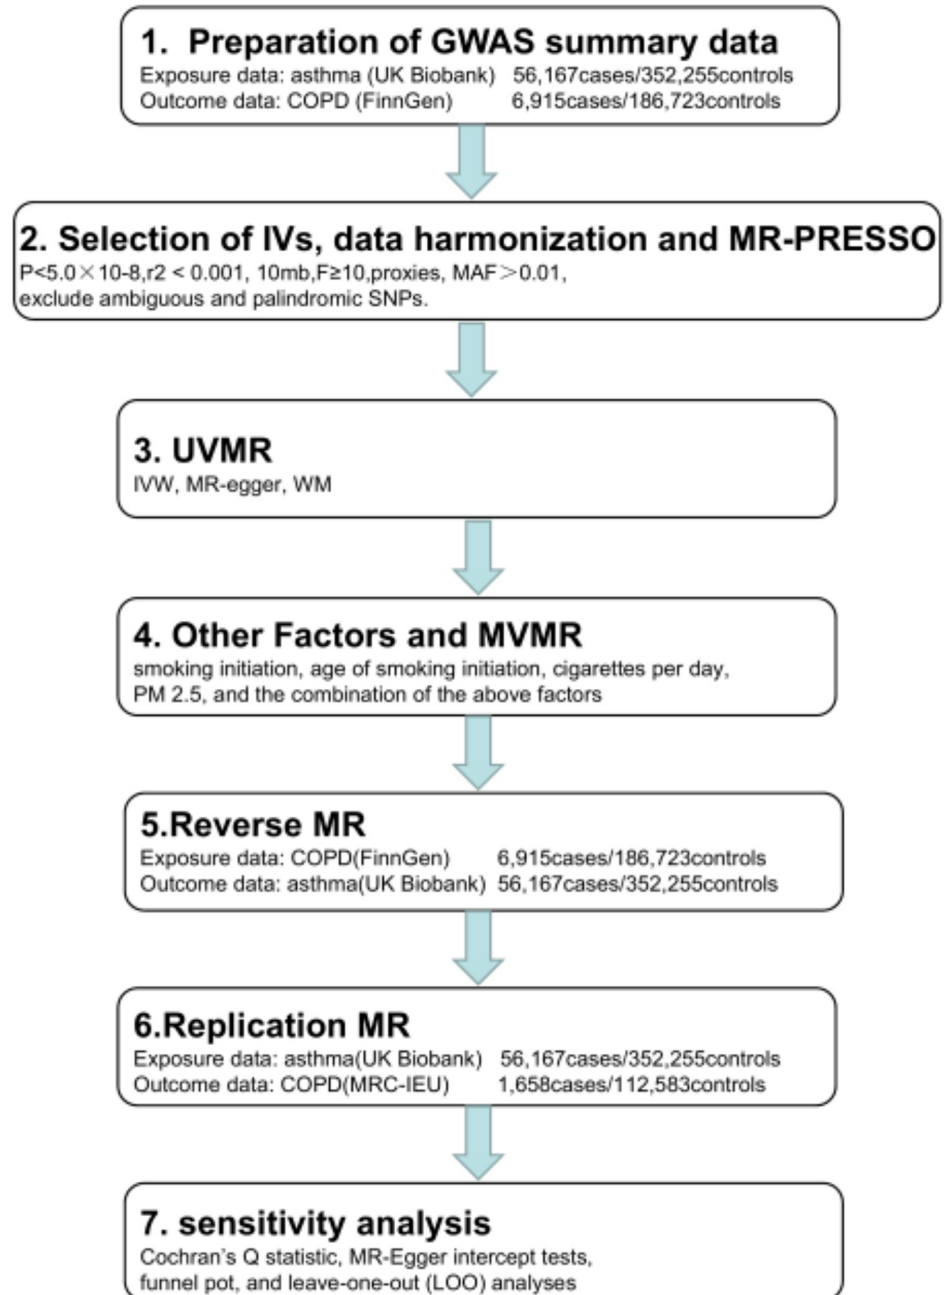 1.  Preparation of GWAS summary data
Exposure data: asthma (UK Biobank)   56,167cases/352,255controls
Outcome data: COPD (FinnGen)   6,915cases/186,723controls
2. Selection of IVs, data harmonization and MR-PRESSO
P<5.0×10-8,r2 < 0.001, 10mb,F≥10,proxies, MAF＞0.01,
exclude ambiguous and palindromic SNPs.
3. UVMR
IVW, MR-egger, WM
4. Other Factors and MVMR
smoking initiation, age of smoking initiation, cigarettes per day,
PM 2.5, and the combination of the above factors
5.Reverse MR
Exposure data: COPD(FinnGen)   6,915cases/186,723controls
Outcome data: asthma(UK Biobank)  56,167cases/352,255controls
6.Replication MR
Exposure data: asthma(UK Biobank)   56,167cases/352,255controls
Outcome data: COPD(MRC-IEU)   1,658cases/112,583controls
7. sensitivity analysis
Cochran's Q statistic, MR-Egger intercept tests,
funnel pot, and leave-one-out (LOO) analyses